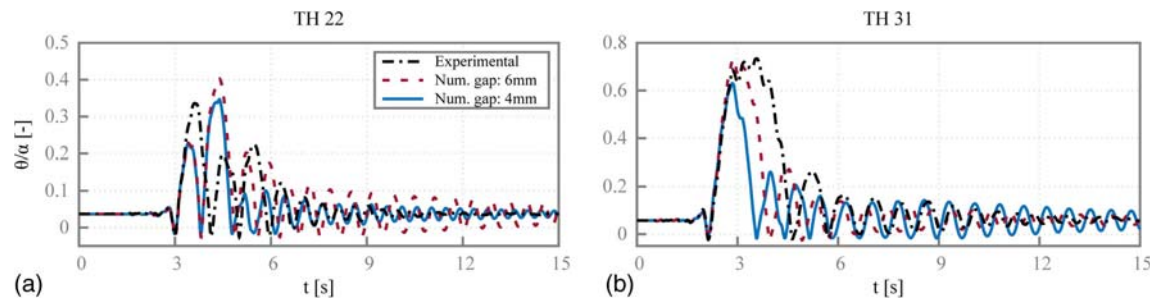 TH 22
TH 31
0.5
0.4
0.3
0.2
0.1
0
θ/α [-]
Experimental
Num. gap: 6mm
Num. gap: 4mm
0 3 6 9 12 15
t [s]
(a)
0.8
0.6
0.4
0.2
0
0 3 6 9 12 15
t [s]
(b)